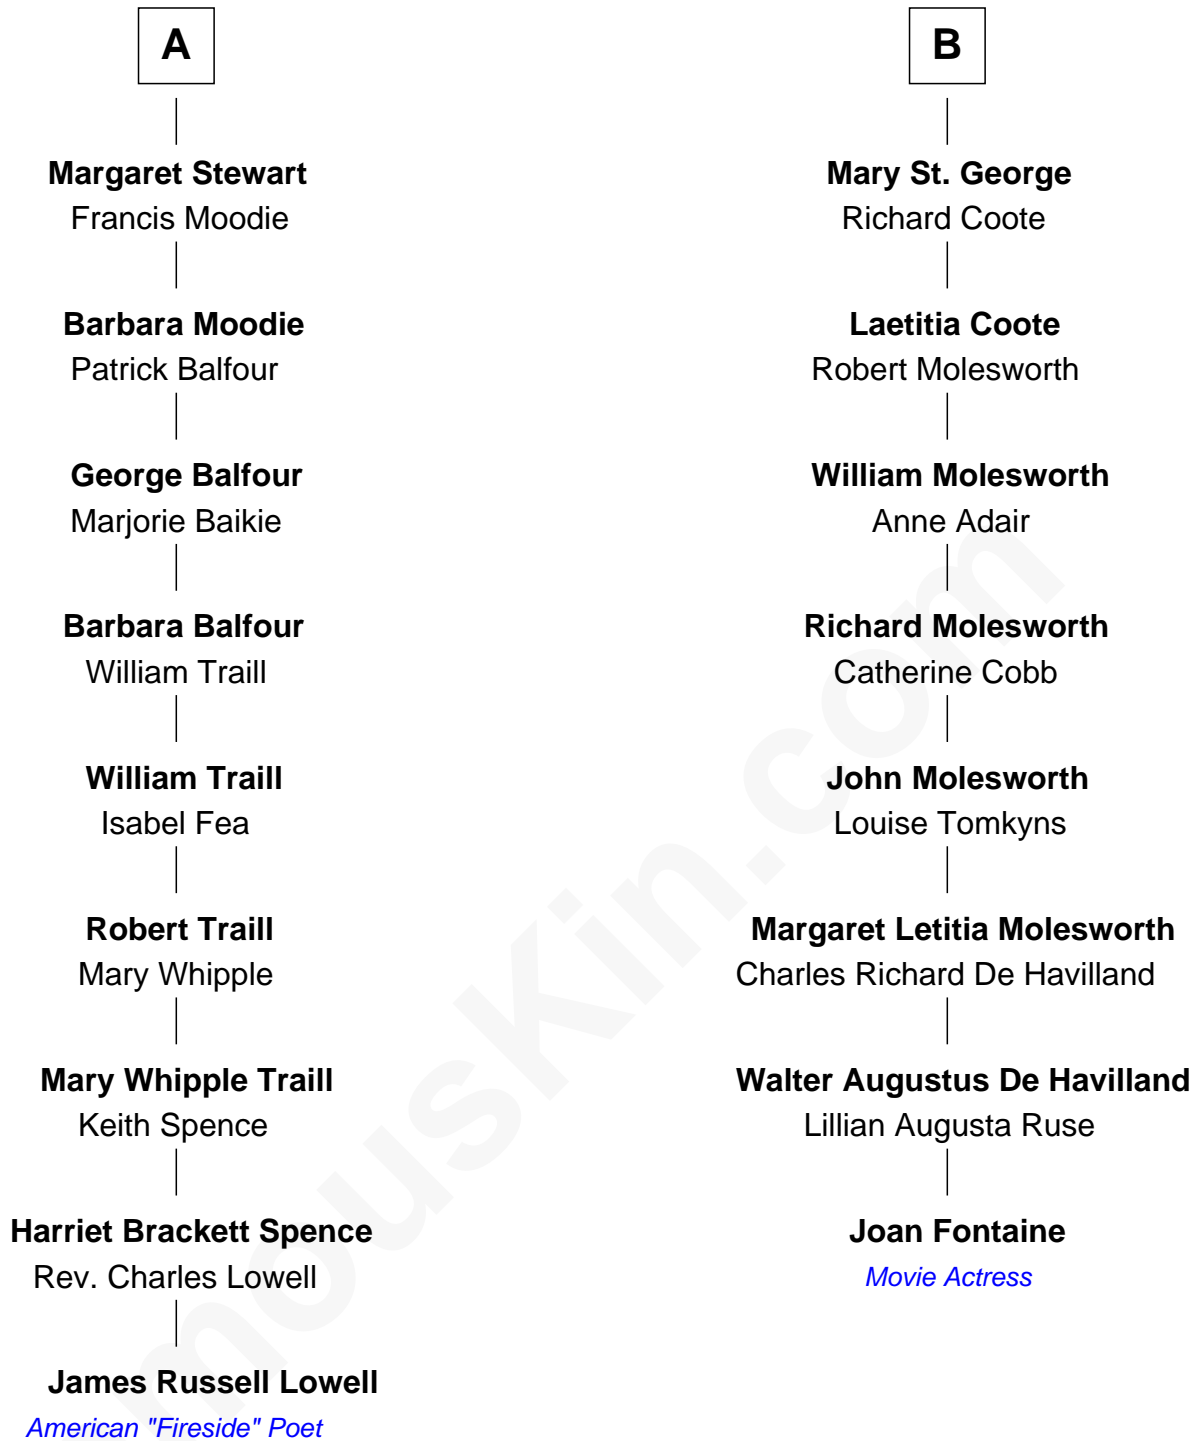 A
Margaret Stewart
Francis Moodie
Barbara Moodie
Patrick Balfour
George Balfour
Marjorie Baikie
Barbara Balfour
William Traill
William Traill
Isabel Fea
Robert Traill
Mary Whipple
Mary Whipple Traill
Keith Spence
Harriet Brackett Spence
Rev. Charles Lowell
James Russell Lowell
American "Fireside" Poet
B
Mary St. George
Richard Coote
Laetitia Coote
Robert Molesworth
William Molesworth
Anne Adair
Richard Molesworth
Catherine Cobb
John Molesworth
Louise Tomkyns
Margaret Letitia Molesworth
Charles Richard De Havilland
Walter Augustus De Havilland
Lillian Augusta Ruse
Joan Fontaine
Movie Actress
mouskin.com